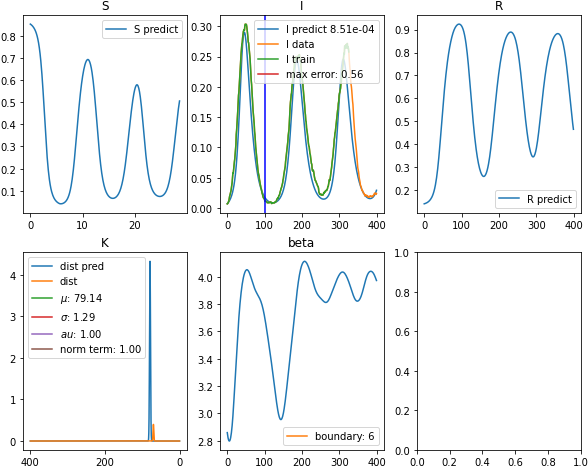 S
S predict
0.1 0.2 0.3 0.4 0.5 0.6 0.7 0.8
0 10 20
I
I predict 8.51e-04
I data
I train
max error: 0.56
0.00 0.05 0.10 0.15 0.20 0.25 0.30
0 100 200 300 400
R
R predict
0.2 0.3 0.4 0.5 0.6 0.7 0.8 0.9
0 100 200 300 400
K
dist pred
dist
μ: 79.14
σ: 1.29
au: 1.00
norm term: 1.00
0 1 2 3 4
400 200 0
beta
boundary: 6
2.8 3.0 3.2 3.4 3.6 3.8 4.0
0 100 200 300 400
0.0 0.2 0.4 0.6 0.8 1.0
0.0 0.2 0.4 0.6 0.8 1.0